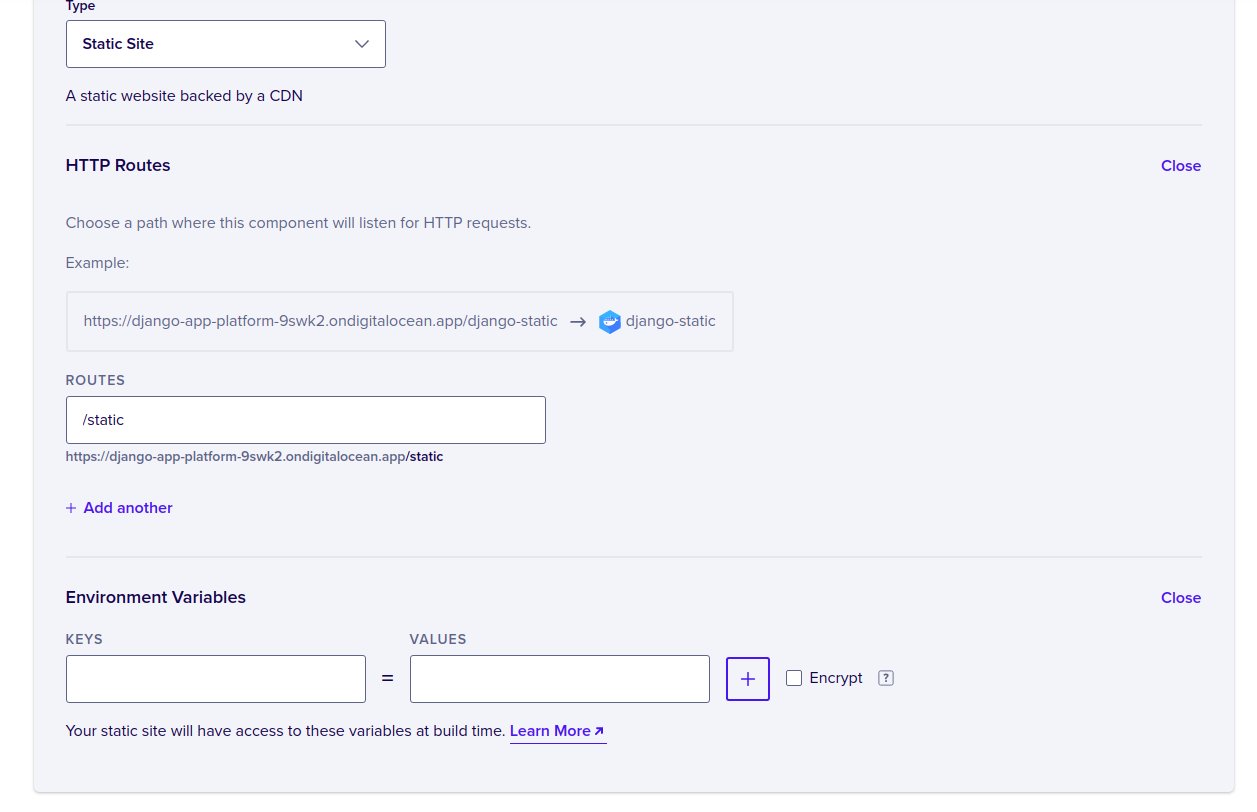 Type
Static Site
A static website backed by a CDN
HTTP Routes
Close
Choose a path where this component will listen for HTTP requests.
Example:
https://django-app-platform-9swk2.ondigitalocean.app/django-static → django-static
ROUTES
/static
https://django-app-platform-9swk2.ondigitalocean.app/static
+ Add another
Environment Variables
Close
KEYS VALUES
= + Encrypt ?
Your static site will have access to these variables at build time. Learn More